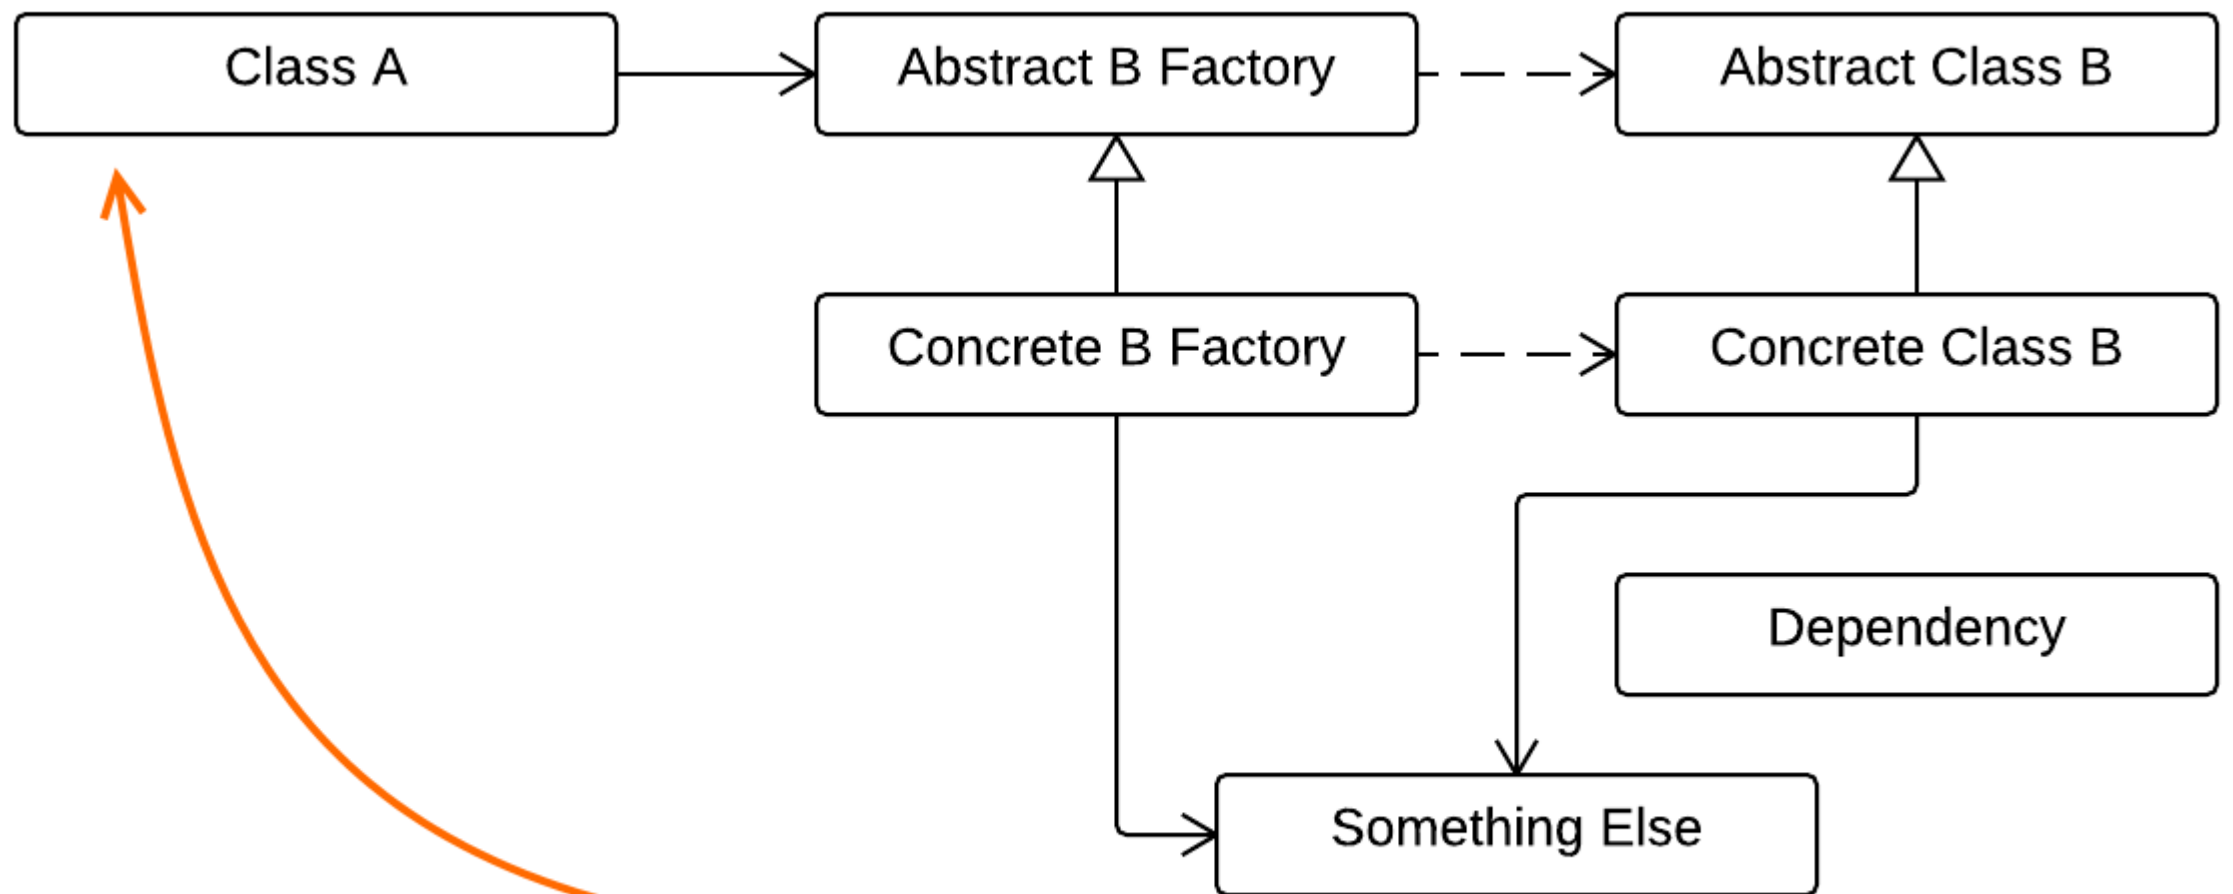 Class A
Abstract B Factory
Abstract Class B
Concrete B Factory
Concrete Class B
Dependency
Something Else